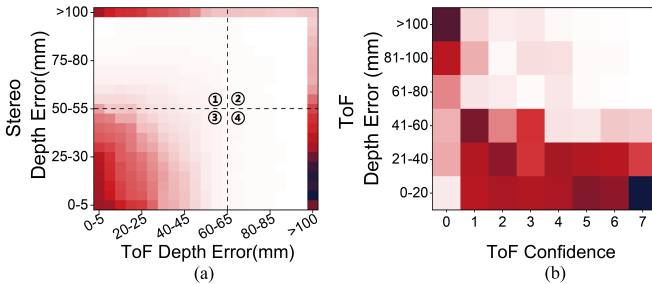 Stereo
Depth Error(mm)
>100
75-80
50-55
25-30
0-5
① ②
③ ④
0-5
20-25
40-45
60-65
80-85
>100
ToF Depth Error(mm)
(a)
ToF
Depth Error (mm)
>100
81-100
61-80
41-60
21-40
0-20
0 1 2 3 4 5 6 7
ToF Confidence
(b)